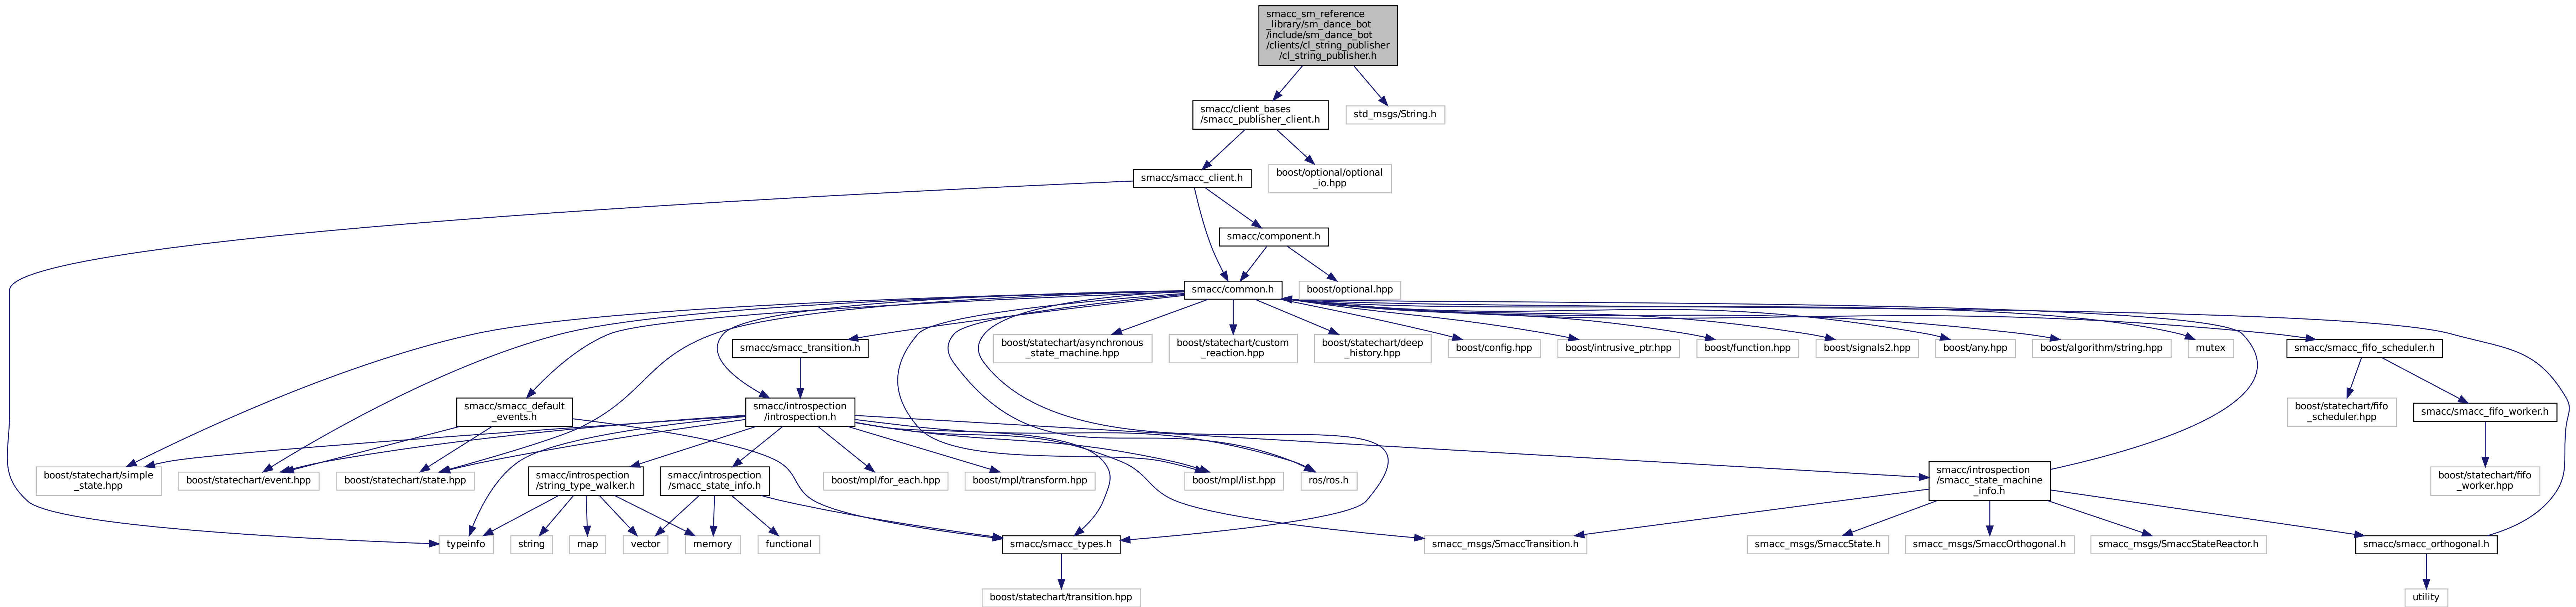 smacc_sm_reference
_library/sm_dance_bot
/include/sm_dance_bot
/clients/cl_string_publisher
/cl_string_publisher.h
smacc/client_bases
/smacc_publisher_client.h
std_msgs/String.h
smacc/smacc_client.h
boost/optional/optional
_io.hpp
smacc/component.h
smacc/common.h
boost/optional.hpp
smacc/smacc_transition.h
boost/statechart/asynchronous
_state_machine.hpp
boost/statechart/custom
_reaction.hpp
boost/statechart/deep
_history.hpp
boost/config.hpp
boost/intrusive_ptr.hpp
boost/function.hpp
boost/signals2.hpp
boost/any.hpp
boost/algorithm/string.hpp
mutex
smacc/smacc_fifo_scheduler.h
smacc/smacc_default
_events.h
smacc/introspection
/introspection.h
boost/statechart/fifo
_scheduler.hpp
smacc/smacc_fifo_worker.h
boost/statechart/simple
_state.hpp
boost/statechart/event.hpp
boost/statechart/state.hpp
smacc/introspection
/string_type_walker.h
smacc/introspection
/smacc_state_info.h
boost/mpl/for_each.hpp
boost/mpl/transform.hpp
boost/mpl/list.hpp
ros/ros.h
smacc/introspection
/smacc_state_machine
_info.h
boost/statechart/fifo
_worker.hpp
typeinfo
string
map
vector
memory
functional
smacc/smacc_types.h
smacc_msgs/SmaccTransition.h
smacc_msgs/SmaccState.h
smacc_msgs/SmaccOrthogonal.h
smacc_msgs/SmaccStateReactor.h
smacc/smacc_orthogonal.h
boost/statechart/transition.hpp
utility